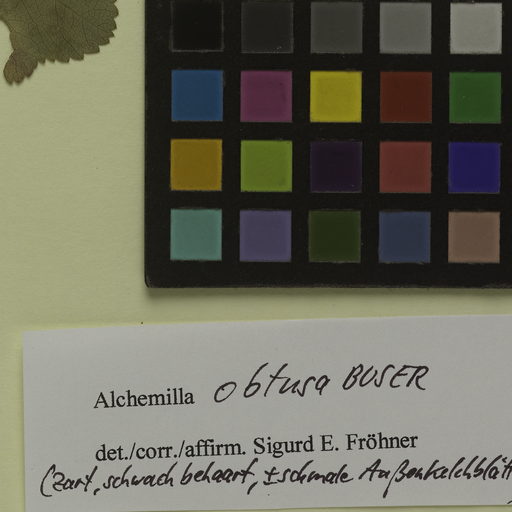 Alchemilla obtusa BUSER
det./corr./affirm. Sigurd E. Fröhner
(zart, schwach behaart, ± schmale Außenkelchblätt